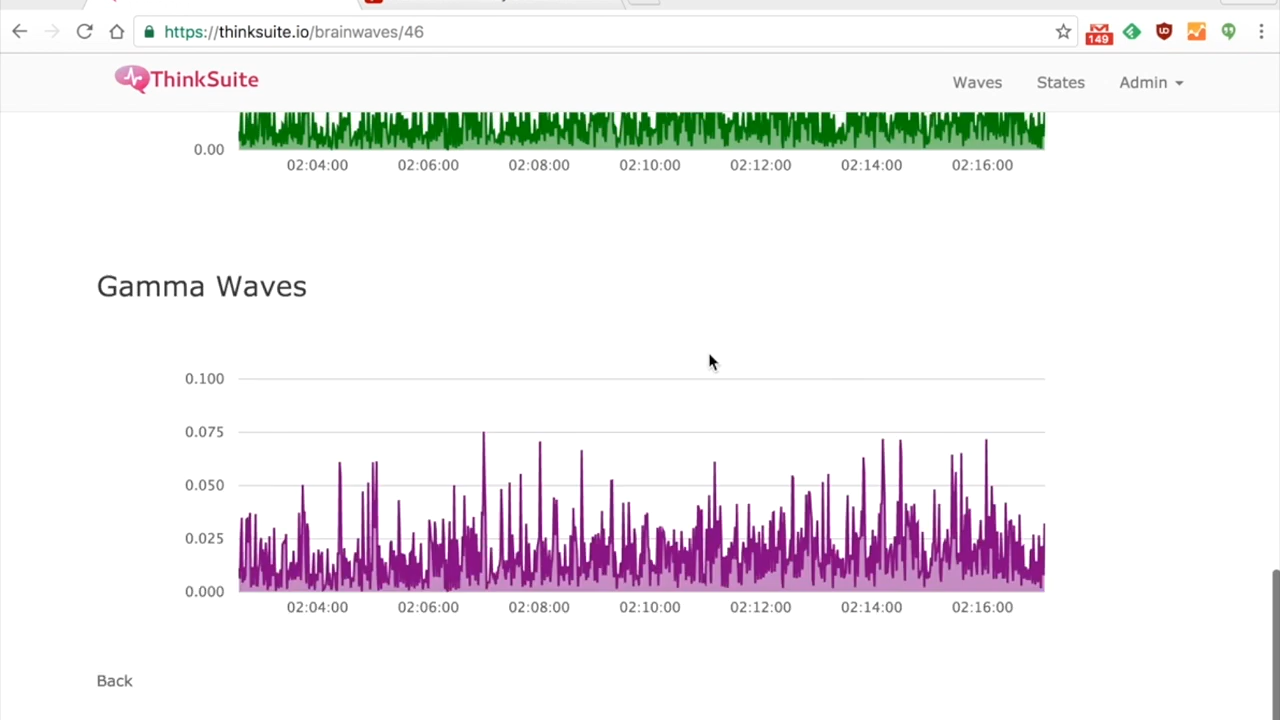 https://thinksuite.io/brainwaves/46
149
ThinkSuite
Waves States Admin
0.00
02:04:00 02:06:00 02:08:00 02:10:00 02:12:00 02:14:00 02:16:00
Gamma Waves
0.100
0.075
0.050
0.025
0.000
02:04:00 02:06:00 02:08:00 02:10:00 02:12:00 02:14:00 02:16:00
Back